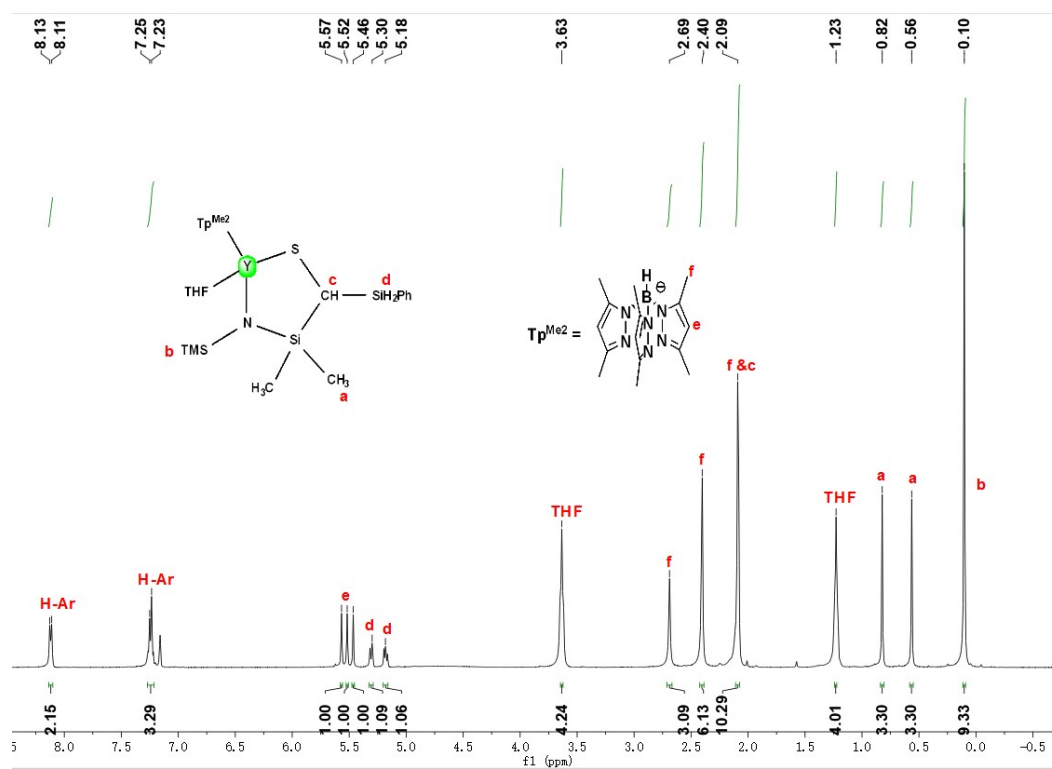 8.13 8.11 7.25 7.23 5.57 5.52 5.46 5.30 5.18 3.63 2.69 2.40 2.09 1.23 0.82 0.56 0.10
Tp^Me2
S
Y
c
d
THF
CH
SiH2Ph
N
Si
b TMS
H3C
CH3
a
f
H
B
⊖
N N N N
N N
e
Tp^Me2 =
f &c
f
THF
THF
a
a
b
f
H-Ar
H-Ar
e
d
d
2.15 3.29 1.00 1.00 1.00 1.09 1.06 4.24 3.09 6.13 10.29 4.01 3.30 3.30 9.33
5 8.0 7.5 7.0 6.5 6.0 5.5 5.0 4.5 4.0 3.5 3.0 2.5 2.0 1.5 1.0 0.5 0.0 -0.5
f1 (ppm)